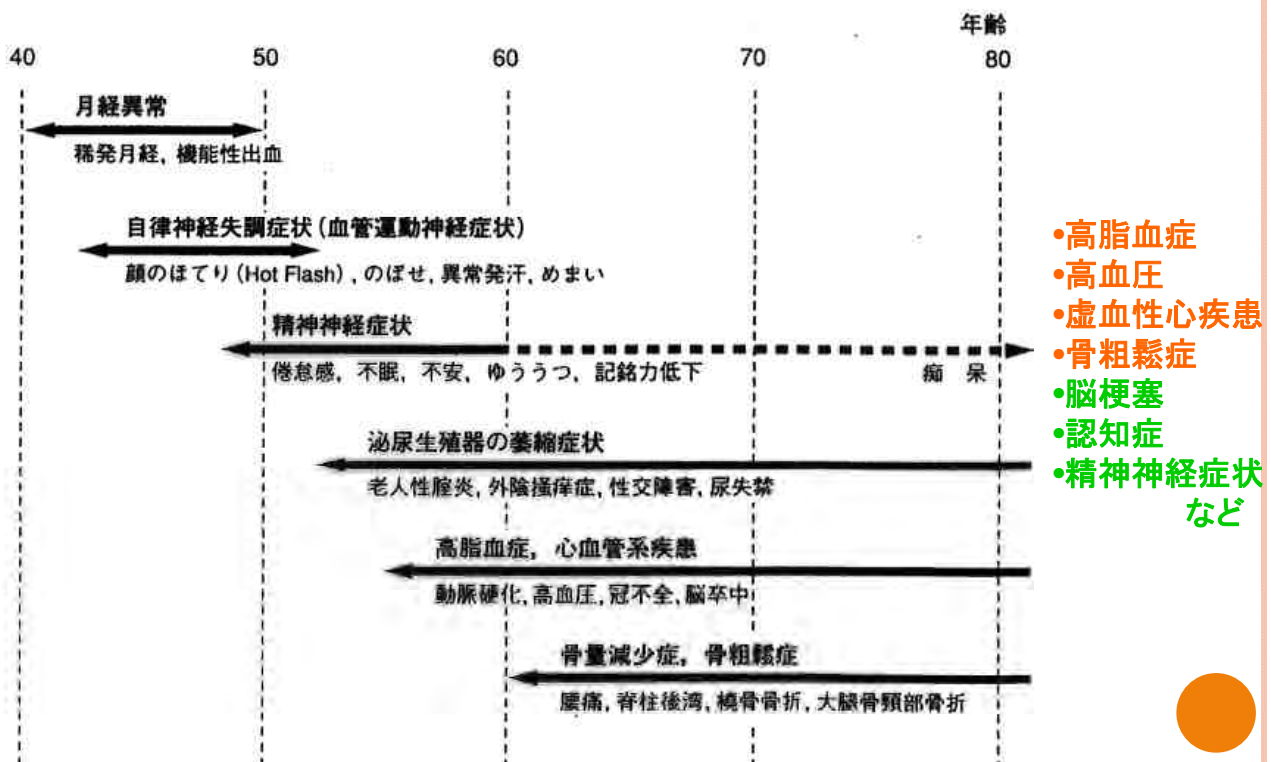 年齢
40 50 60 70 80
月経異常
稀発月経, 機能性出血
自律神経失調症状(血管運動神経症状)
顔のほてり(Hot Flash), のぼせ, 異常発汗, めまい
精神神経症状
倦怠感, 不眠, 不安, ゆううつ, 記銘力低下
痴 呆
泌尿生殖器の萎縮症状
老人性腟炎, 外陰掻痒症, 性交障害, 尿失禁
高脂血症, 心血管系疾患
動脈硬化, 高血圧, 冠不全, 脳卒中
骨量減少症, 骨粗鬆症
腰痛, 脊柱後湾, 橈骨骨折, 大腿骨頸部骨折
•高脂血症
•高血圧
•虚血性心疾患
•骨粗鬆症
•脳梗塞
•認知症
•精神神経症状
など